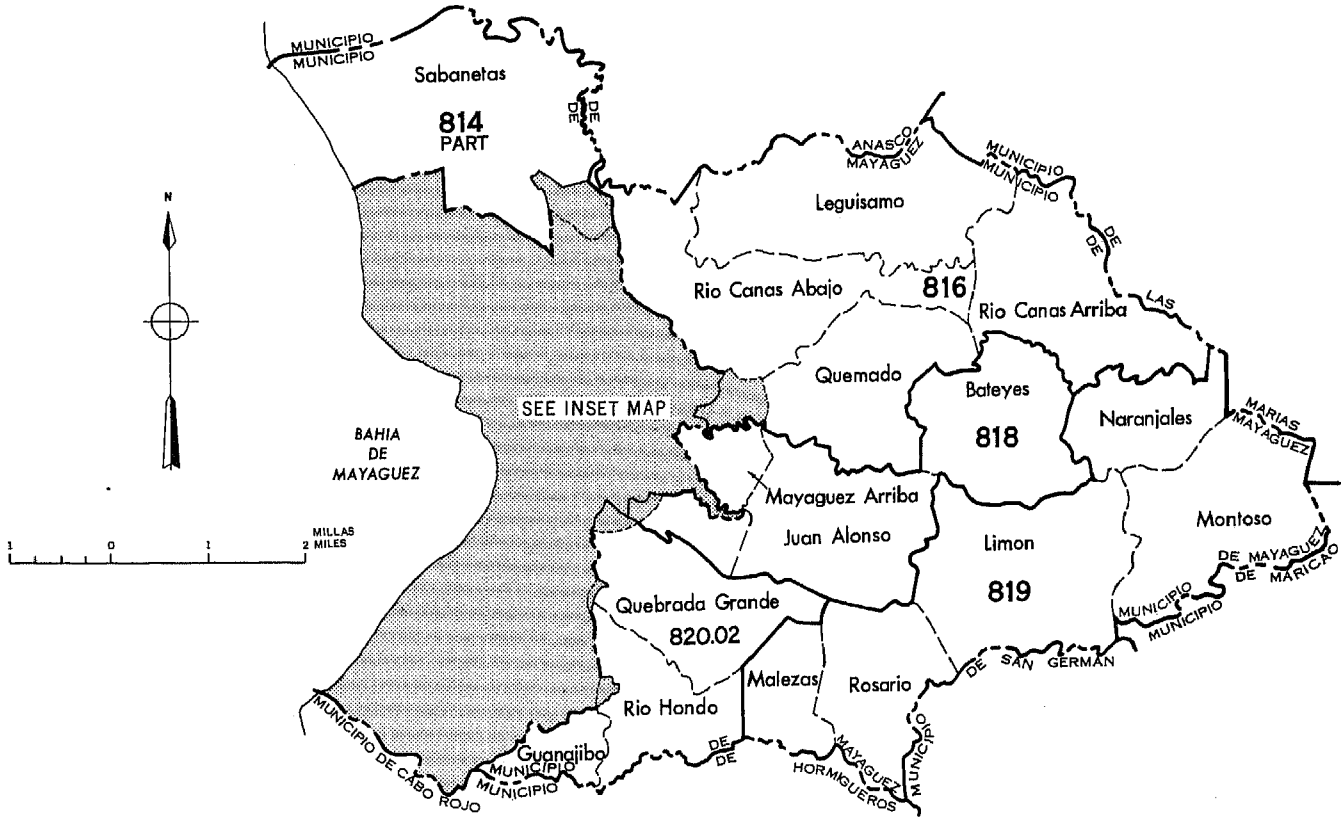 MUNICIPIO
MUNICIPIO
Sabanetas
814
PART
DE
DE
ANASCO
MAYAGUEZ
MUNICIPIO
MUNICIPIO
DE
DE
LAS
N
Leguisamo
Rio Canas Abajo
816
Rio Canas Arriba
Quemado
Bateyes
818
Naranjales
MARIAS
MAYAGUEZ
SEE INSET MAP
BAHIA
DE
MAYAGUEZ
Mayaguez Arriba
Juan Alonso
Limon
819
Montoso
DE MAYAGUEZ
DE MARICAO
MUNICIPIO
MUNICIPIO
MILLAS
MILES
1 0 1 2
Quebrada Grande
820.02
Malezas
Rosario
DE SAN GERMAN
Rio Hondo
Guanajibo
MUNICIPIO DE CABO ROJO
MUNICIPIO
MUNICIPIO
DE
DE
MAYAGUEZ
HORMIGUEROS
MUNICIPIO